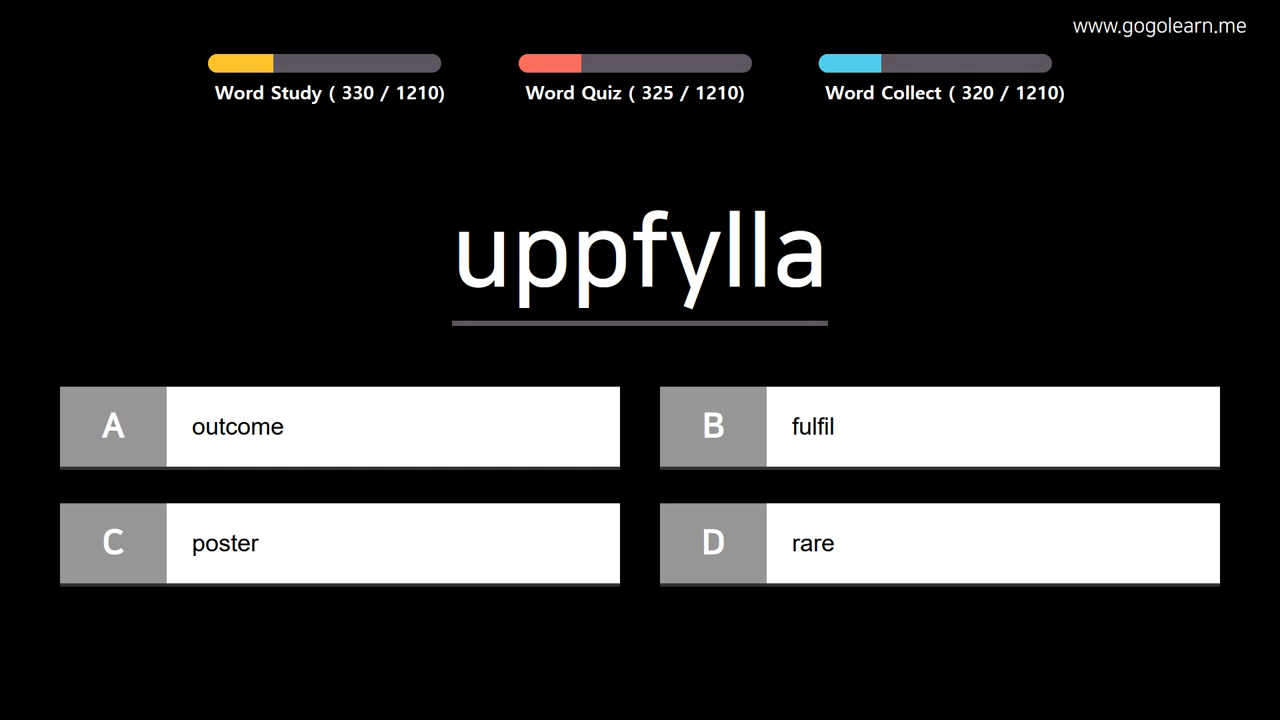 www.gogolearn.me
Word Study ( 330 / 1210)
Word Quiz ( 325 / 1210)
Word Collect ( 320 / 1210)
uppfylla
A outcome
B fulfil
C poster
D rare